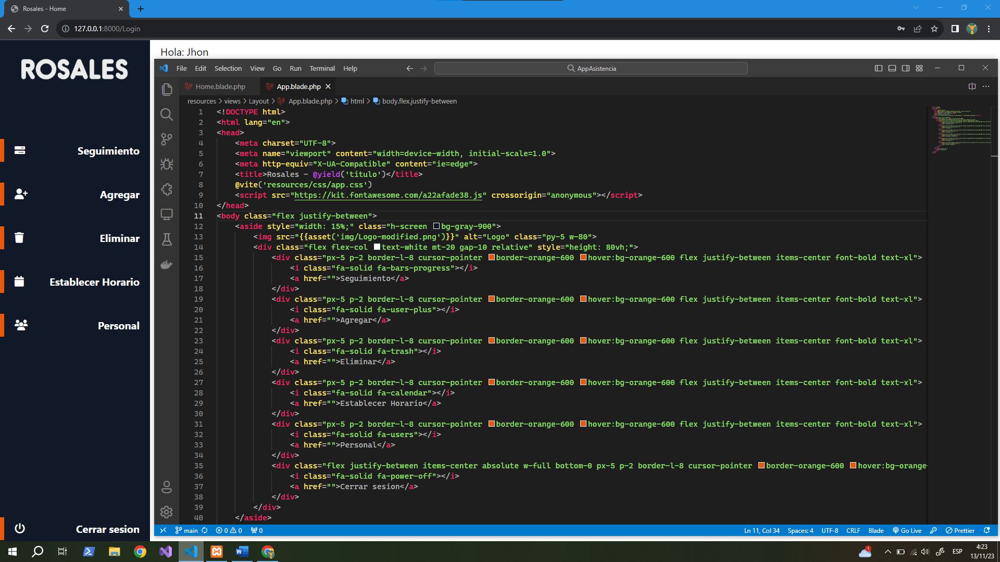 Rosales - Home
127.0.0.1:8000/Login
ROSALES
Seguimiento
Agregar
Eliminar
Establecer Horario
Personal
Cerrar sesion
Hola: Jhon
File Edit Selection View Go Run Terminal Help
AppAsistencia
Home.blade.php
App.blade.php
resources > views > Layout > App.blade.php > html > body.flex.justify-between
1 <!DOCTYPE html>
2 <html lang="en">
3 <head>
4 <meta charset="UTF-8">
5 <meta name="viewport" content="width=device-width, initial-scale=1.0">
6 <meta http-equiv="X-UA-Compatible" content="ie=edge">
7 <title>Rosales - @yield('titulo')</title>
8 @vite('resources/css/app.css')
9 <script src="https://kit.fontawesome.com/a22afade38.js" crossorigin="anonymous"></script>
10 </head>
11 <body class="flex justify-between">
12 <aside style="width: 15%;" class="h-screen bg-gray-900">
13 <img src="{{asset('img/Logo-modified.png')}}" alt="Logo" class="py-5 w-80">
14 <div class="flex flex-col text-white mt-20 gap-10 relative" style="height: 80vh;">
15 <div class="px-5 p-2 border-l-8 cursor-pointer border-orange-600 hover:bg-orange-600 flex justify-between items-center font-bold text-xl">
16 <i class="fa-solid fa-bars-progress"></i>
17 <a href="">Seguimiento</a>
18 </div>
19 <div class="px-5 p-2 border-l-8 cursor-pointer border-orange-600 hover:bg-orange-600 flex justify-between items-center font-bold text-xl">
20 <i class="fa-solid fa-user-plus"></i>
21 <a href="">Agregar</a>
22 </div>
23 <div class="px-5 p-2 border-l-8 cursor-pointer border-orange-600 hover:bg-orange-600 flex justify-between items-center font-bold text-xl">
24 <i class="fa-solid fa-trash"></i>
25 <a href="">Eliminar</a>
26 </div>
27 <div class="px-5 p-2 border-l-8 cursor-pointer border-orange-600 hover:bg-orange-600 flex justify-between items-center font-bold text-xl">
28 <i class="fa-solid fa-calendar"></i>
29 <a href="">Establecer Horario</a>
30 </div>
31 <div class="px-5 p-2 border-l-8 cursor-pointer border-orange-600 hover:bg-orange-600 flex justify-between items-center font-bold text-xl">
32 <i class="fa-solid fa-users"></i>
33 <a href="">Personal</a>
34 </div>
35 <div class="flex justify-between items-center absolute w-full bottom-0 px-5 p-2 border-l-8 cursor-pointer border-orange-600 hover:bg-orange-
36 <i class="fa-solid fa-power-off"></i>
37 <a href="">Cerrar sesion</a>
38 </div>
39 </div>
40 </aside>
main 0 0 0
Ln 11, Col 34 Spaces: 4 UTF-8 CRLF Blade Go Live Prettier
1
ESP
4:23
13/11/23